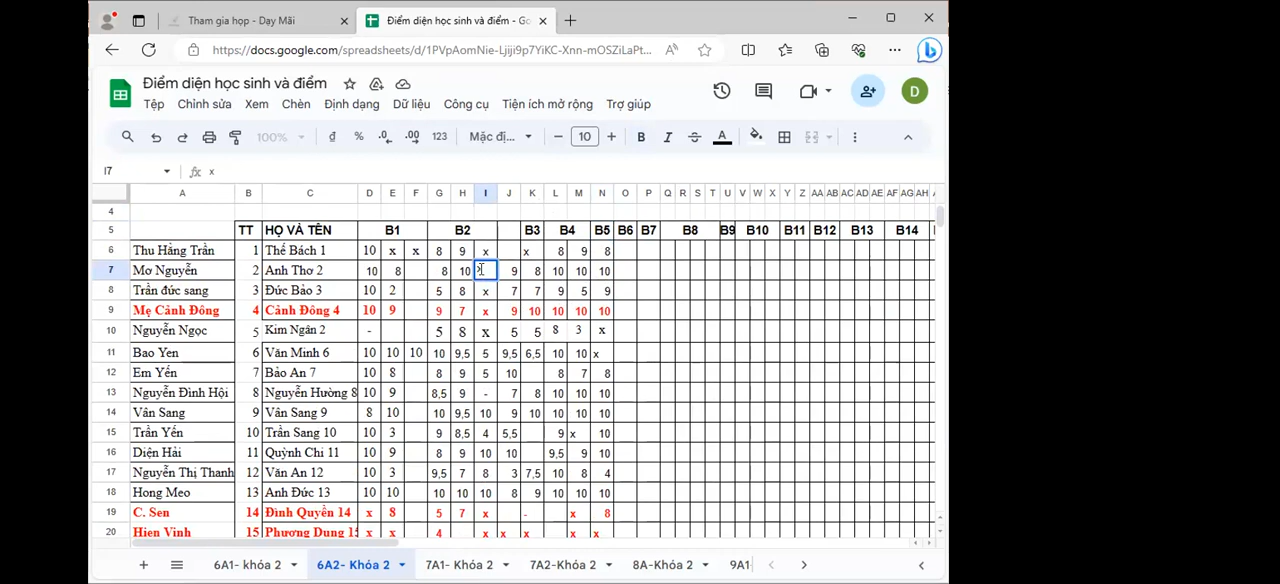 Tham gia họp - Dạy Mãi
Điểm diện học sinh và điểm - Go
https://docs.google.com/spreadsheets/d/1PVpAomNie-Ljiji9p7YiKC-Xnn-mOSZiLaPt...
Điểm diện học sinh và điểm
D
Tệp Chỉnh sửa Xem Chèn Định dạng Dữ liệu Công cụ Tiện ích mở rộng Trợ giúp
100% đ % .0 .00 123 Mặc đị... 10 B I S A
I7 fx x
A B C D E F G H I J K L M N O P Q R S T U V W X Y Z AA AB AC AD AE AF AG AH
4
5 TT HỌ VÀ TÊN B1 B2 B3 B4 B5 B6 B7 B8 B9 B10 B11 B12 B13 B14
6 Thu Hằng Trần 1 Thế Bách 1 10 x x 8 9 x x 8 9 8
7 Mơ Nguyễn 2 Anh Thơ 2 10 8 8 10 9 8 10 10 10
8 Trần đức sang 3 Đức Bảo 3 10 2 5 8 x 7 7 9 5 9
9 Mẹ Cảnh Đông 4 Cảnh Đông 4 10 9 9 7 x 9 10 10 10 10
10 Nguyễn Ngọc 5 Kim Ngân 2 - 5 8 x 5 5 8 3 x
11 Bao Yen 6 Văn Minh 6 10 10 10 10 9,5 5 9,5 6,5 10 10 x
12 Em Yến 7 Bảo An 7 10 8 8 9 5 10 8 7 8
13 Nguyễn Đình Hội 8 Nguyễn Hường 8 10 9 8,5 9 - 7 8 10 10 10
14 Vân Sang 9 Vân Sang 9 8 10 10 9,5 10 9 10 10 10 10
15 Trần Yến 10 Trần Sang 10 10 3 9 8,5 4 5,5 9 x 10
16 Diện Hải 11 Quỳnh Chi 11 10 9 8 9 10 10 9,5 9 10
17 Nguyễn Thị Thanh 12 Văn An 12 10 3 9,5 7 8 3 7,5 10 8 4
18 Hong Meo 13 Anh Đức 13 10 10 10 10 10 8 9 10 10 10
19 C. Sen 14 Đình Quyền 14 x 8 5 7 x - x 8
20 Hien Vinh 15 Phương Dung 15 x x 4 x x x x x
6A1- khóa 2 6A2- Khóa 2 7A1- Khóa 2 7A2-Khóa 2 8A-Khóa 2 9A1-